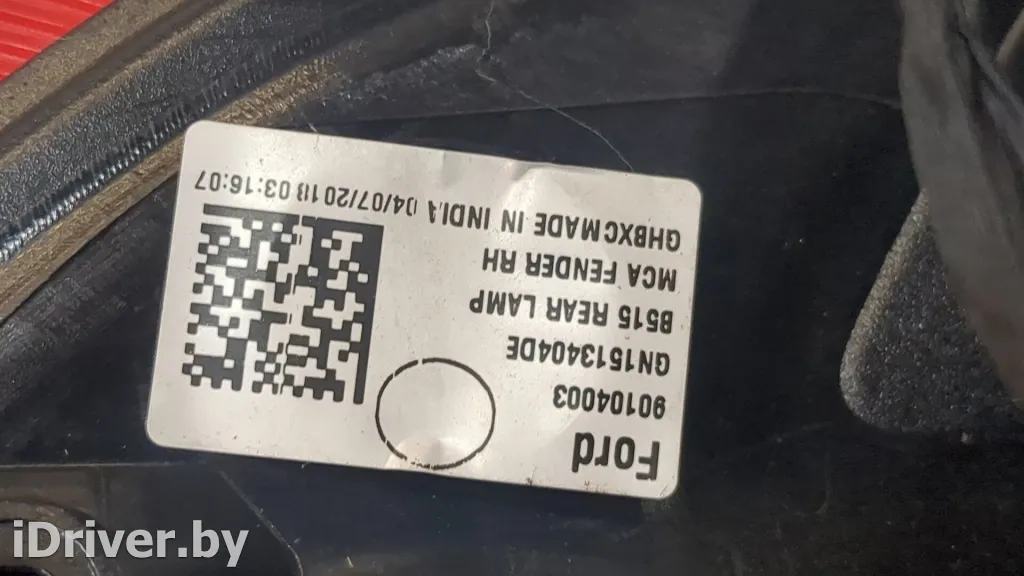 Ford
90104003
GN1513404DE
B515 REAR LAMP
MCA FENDER RH
GHBXCMADE IN INDIA 04/07/2018 03:16:07
iDriver.by